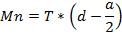 Mn = T * (d − a/2)